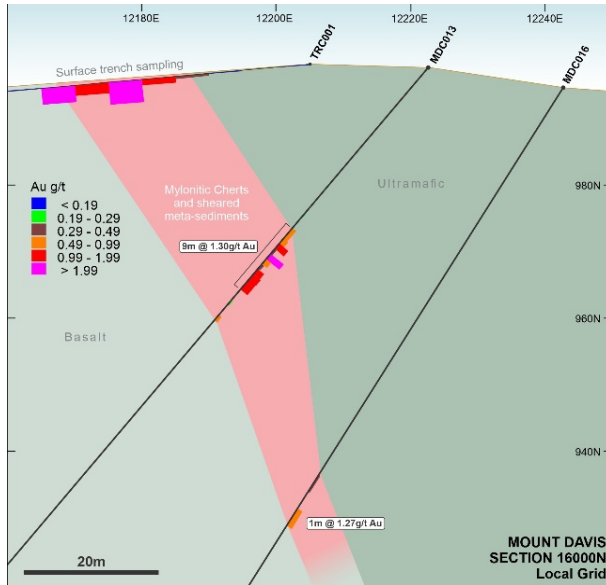 12180E
12200E
12220E
12240E
TRC001
MDC013
MDC016
Surface trench sampling
Au g/t
< 0.19
0.19 - 0.29
0.29 - 0.49
0.49 - 0.99
0.99 - 1.99
> 1.99
Mylonitic Cherts
and sheared
meta-sediments
Ultramafic
980N
9m @ 1.30g/t Au
960N
Basalt
940N
1m @ 1.27g/t Au
20m
MOUNT DAVIS
SECTION 16000N
Local Grid